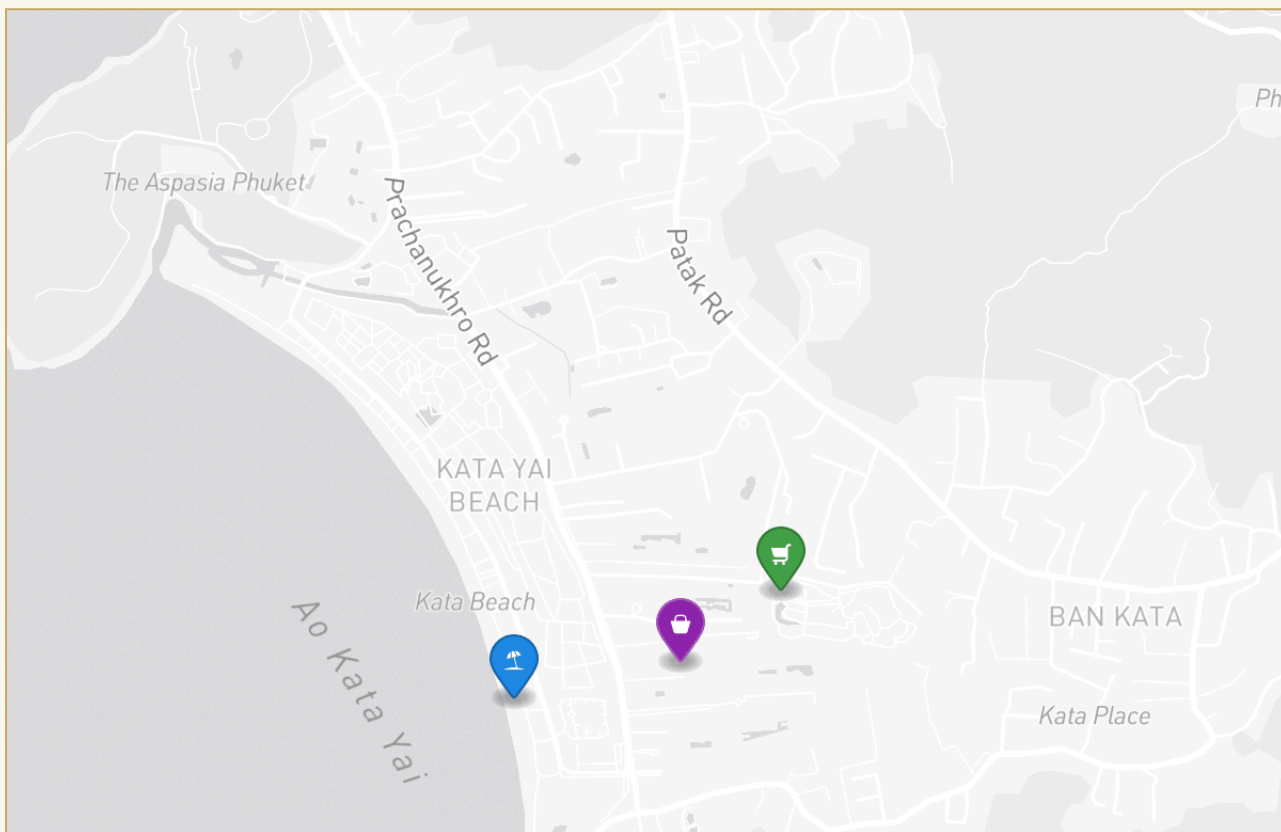 Ph
The Aspasia Phuket
Prachanukhro Rd
Patak Rd
KATA YAI
BEACH
Kata Beach
Ao Kata Yai
BAN KATA
Kata Place